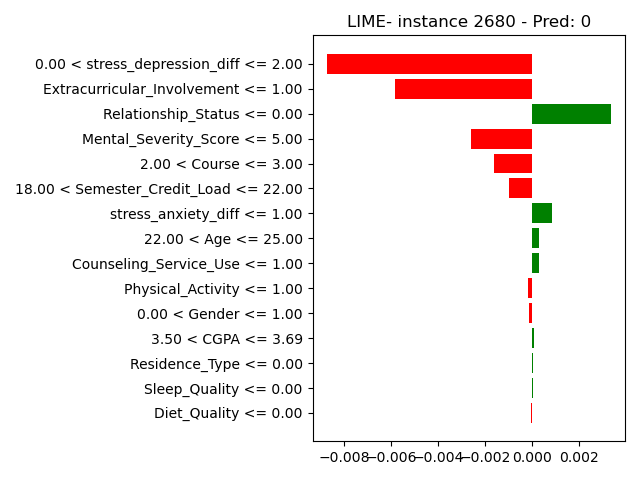 LIME- instance 2680 - Pred: 0
0.00 < stress_depression_diff <= 2.00
Extracurricular_Involvement <= 1.00
Relationship_Status <= 0.00
Mental_Severity_Score <= 5.00
2.00 < Course <= 3.00
18.00 < Semester_Credit_Load <= 22.00
stress_anxiety_diff <= 1.00
22.00 < Age <= 25.00
Counseling_Service_Use <= 1.00
Physical_Activity <= 1.00
0.00 < Gender <= 1.00
3.50 < CGPA <= 3.69
Residence_Type <= 0.00
Sleep_Quality <= 0.00
Diet_Quality <= 0.00
−0.008 −0.006 −0.004 −0.002 0.000 0.002